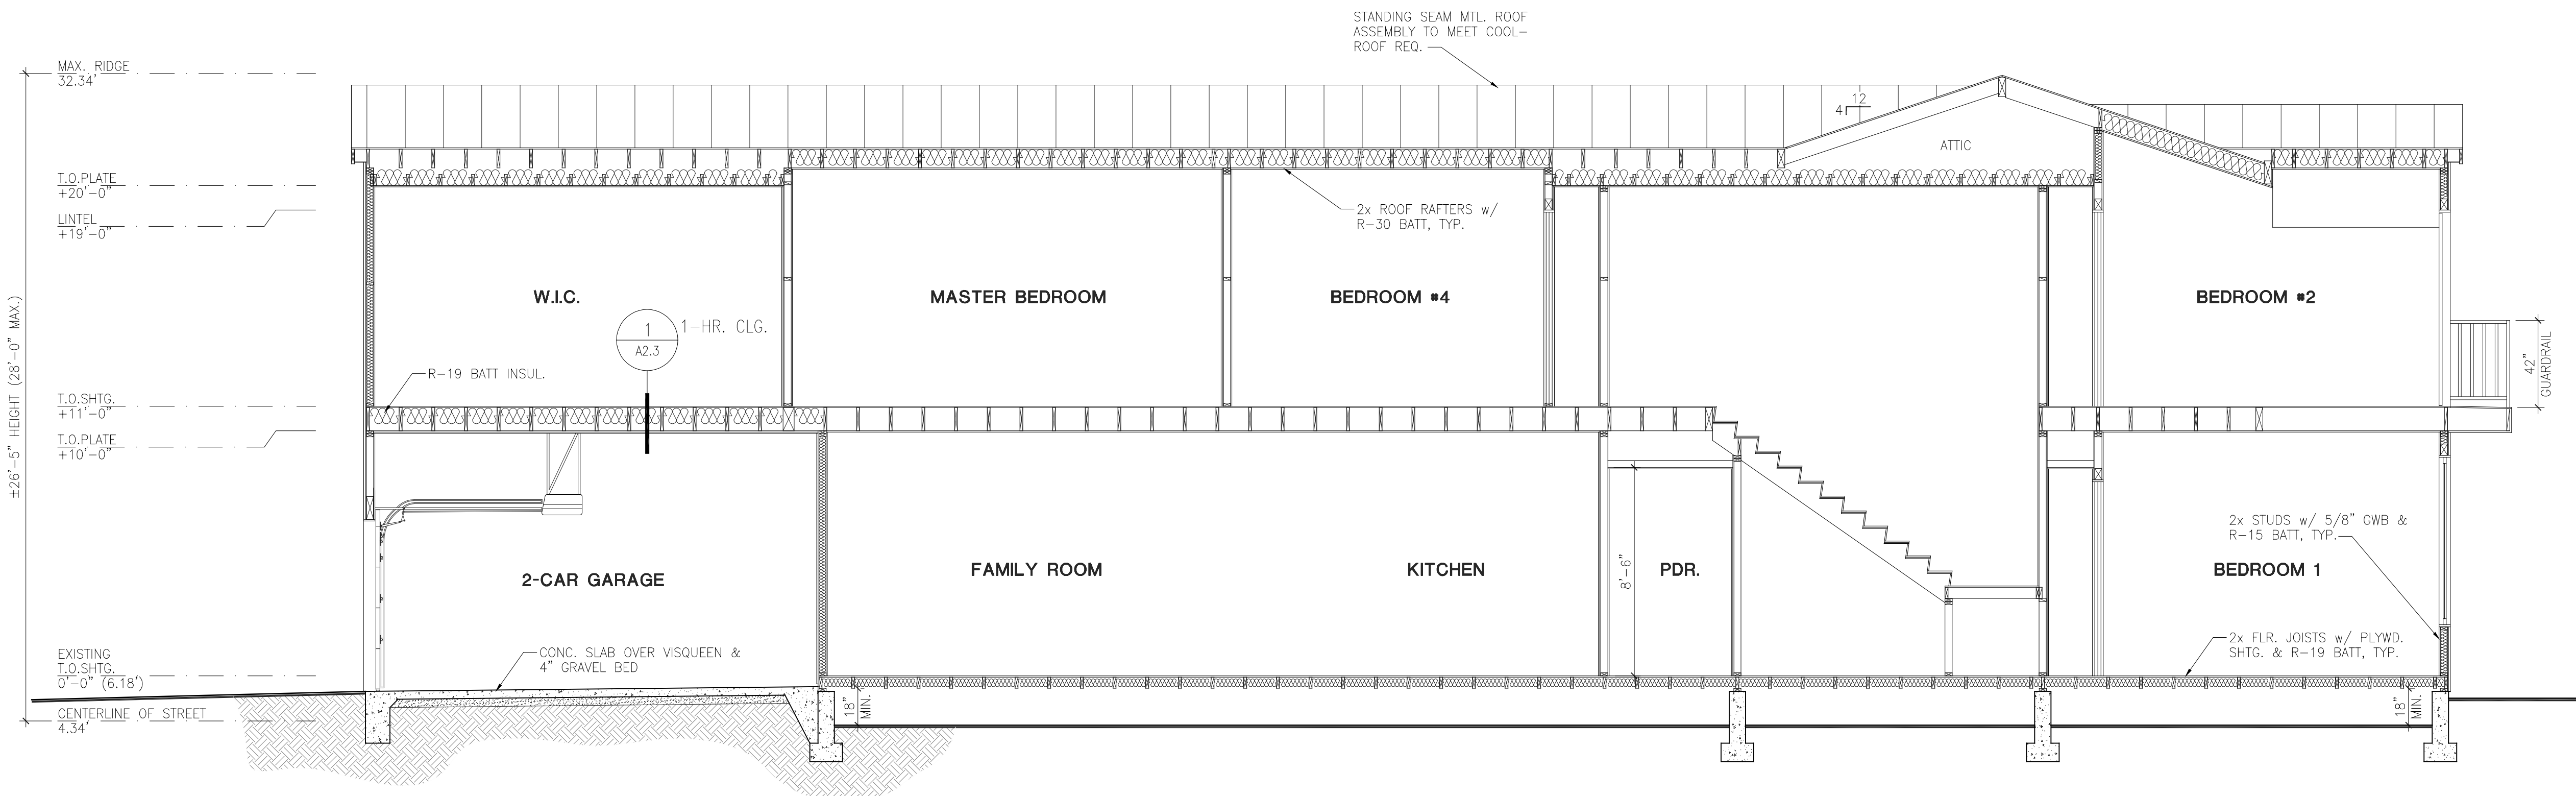 STANDING SEAM MTL. ROOF
ASSEMBLY TO MEET COOL-
ROOF REQ.
MAX. RIDGE
32.34'
12
4
ATTIC
T.O.PLATE
+20'-0"
LINTEL
+19'-0"
2x ROOF RAFTERS w/
R-30 BATT, TYP.
W.I.C.
MASTER BEDROOM
BEDROOM #4
BEDROOM #2
1
A2.3
1-HR. CLG.
±26'-5" HEIGHT (28'-0" MAX.)
R-19 BATT INSUL.
42"
GUARDRAIL
T.O.SHTG.
+11'-0"
T.O.PLATE
+10'-0"
2x STUDS w/ 5/8" GWB &
R-15 BATT, TYP.
2-CAR GARAGE
FAMILY ROOM
KITCHEN
8'-6"
PDR.
BEDROOM 1
EXISTING
T.O.SHTG.
0'-0" (6.18')
CONC. SLAB OVER VISQUEEN &
4" GRAVEL BED
2x FLR. JOISTS w/ PLYWD.
SHTG. & R-19 BATT, TYP.
CENTERLINE OF STREET
4.34'
18"
MIN.
18"
MIN.